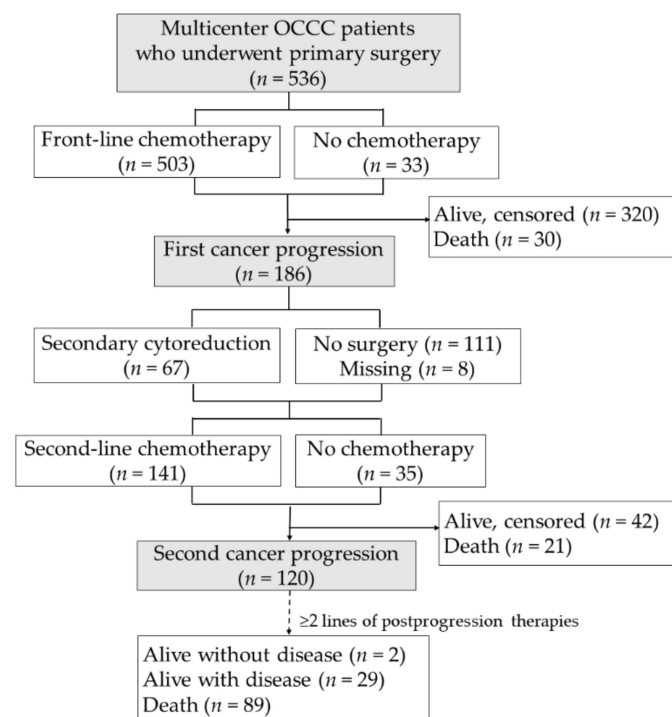 Multicenter OCCC patients
who underwent primary surgery
(n = 536)
Front-line chemotherapy
(n = 503)
No chemotherapy
(n = 33)
Alive, censored (n = 320)
Death (n = 30)
First cancer progression
(n = 186)
Secondary cytoreduction
(n = 67)
No surgery (n = 111)
Missing (n = 8)
Second-line chemotherapy
(n = 141)
No chemotherapy
(n = 35)
Alive, censored (n = 42)
Death (n = 21)
Second cancer progression
(n = 120)
≥2 lines of postprogression therapies
Alive without disease (n = 2)
Alive with disease (n = 29)
Death (n = 89)